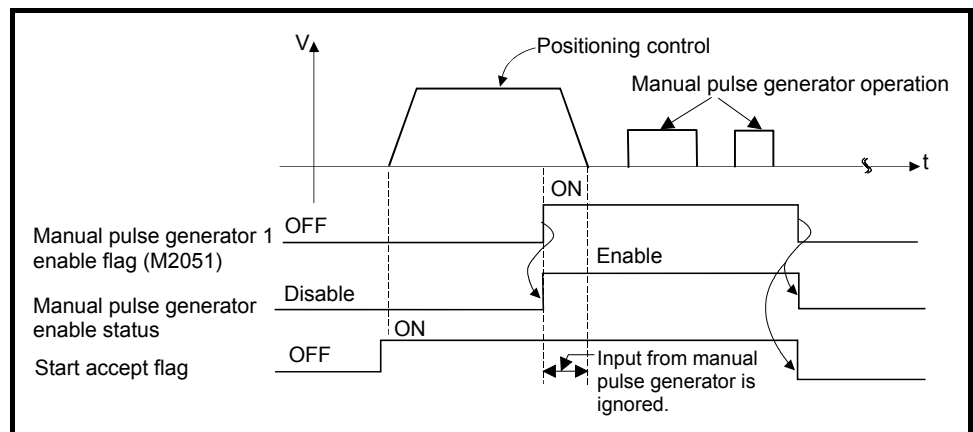 V
Positioning control
Manual pulse generator operation
t
ON
OFF
Manual pulse generator 1
enable flag (M2051)
Enable
Disable
Manual pulse generator
enable status
ON
OFF
Start accept flag
Input from manual
pulse generator is
ignored.